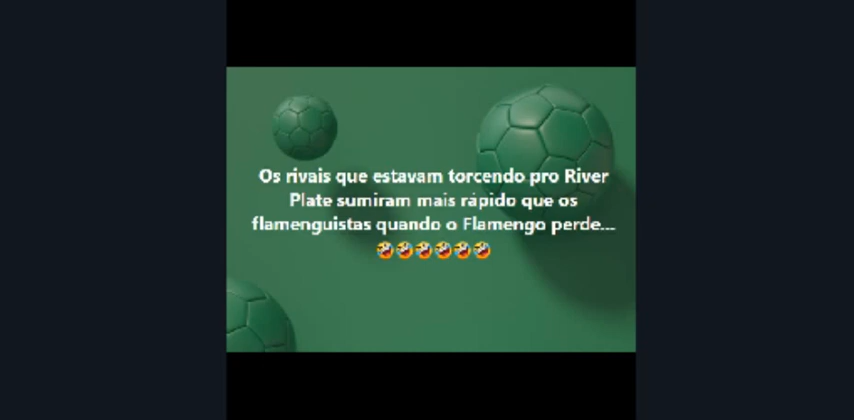 Os rivais que estavam torcendo pro River
Plate sumiram mais rápido que os
flamenguistas quando o Flamengo perde...
🤣🤣🤣🤣🤣🤣